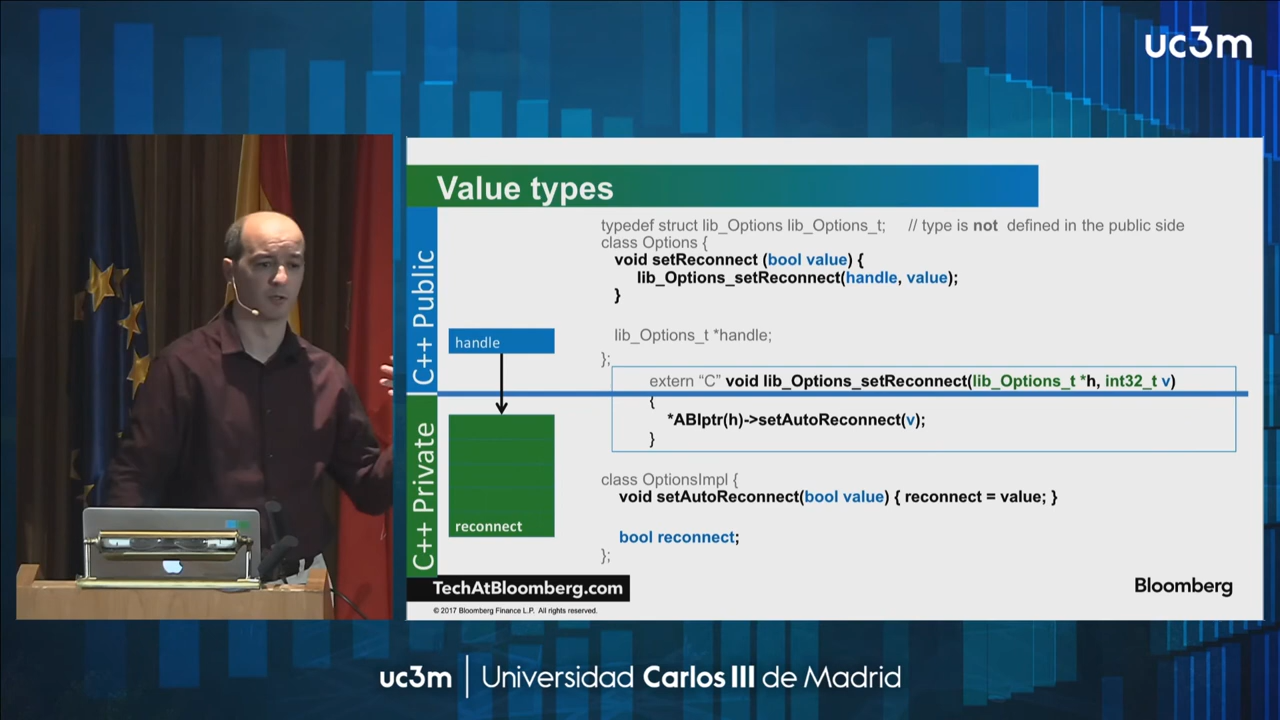 uc3m
Value types
C++ Public
typedef struct lib_Options lib_Options_t; // type is not defined in the public side
class Options {
void setReconnect (bool value) {
lib_Options_setReconnect(handle, value);
}
lib_Options_t *handle;
};
handle
extern “C” void lib_Options_setReconnect(lib_Options_t *h, int32_t v)
{
*ABIptr(h)->setAutoReconnect(v);
}
C++ Private
reconnect
class OptionsImpl {
void setAutoReconnect(bool value) { reconnect = value; }
bool reconnect;
};
TechAtBloomberg.com
Bloomberg
© 2017 Bloomberg Finance L.P. All rights reserved.
uc3m | Universidad Carlos III de Madrid